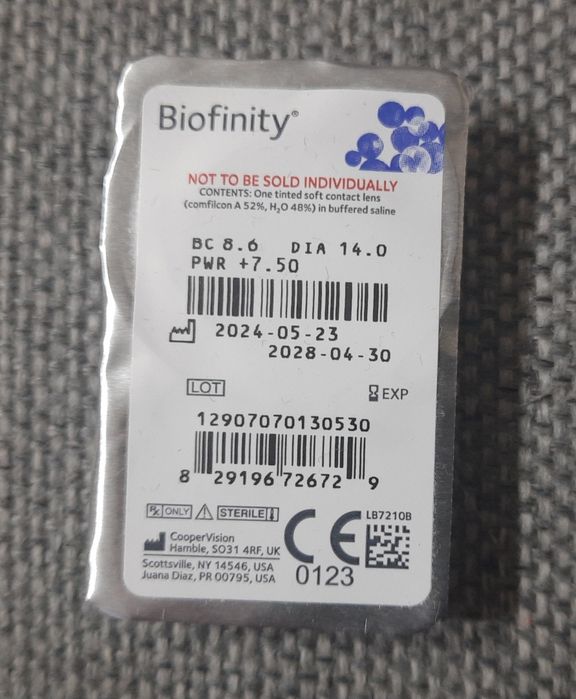 Biofinity®
NOT TO BE SOLD INDIVIDUALLY
CONTENTS: One tinted soft contact lens
(comfilcon A 52%, H₂O 48%) in buffered saline
BC 8.6 DIA 14.0
PWR +7.50
2024-05-23
2028-04-30
LOT EXP
12907070130530
8 29196 72672 9
Rx ONLY STERILE
LB7210B
CooperVision
Hamble, SO31 4RF, UK
Scottsville, NY 14546, USA
Juana Diaz, PR 00795, USA
CE
0123